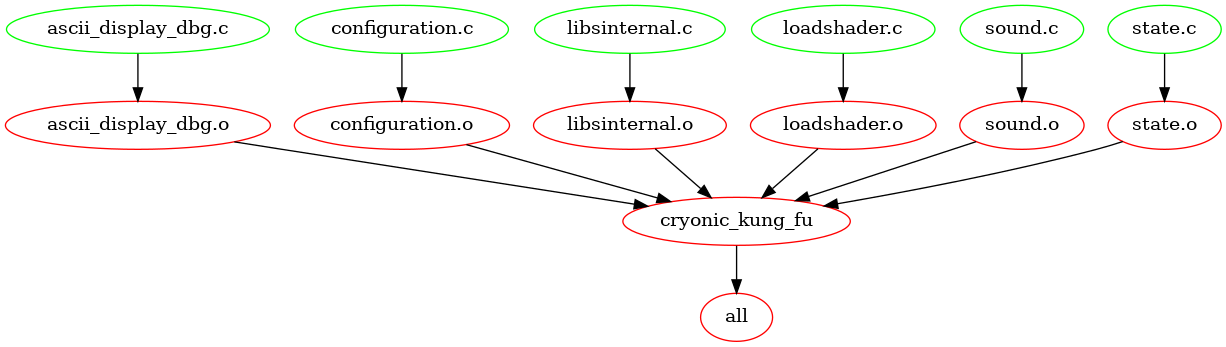 ascii_display_dbg.c
configuration.c
libsinternal.c
loadshader.c
sound.c
state.c
ascii_display_dbg.o
configuration.o
libsinternal.o
loadshader.o
sound.o
state.o
cryonic_kung_fu
all